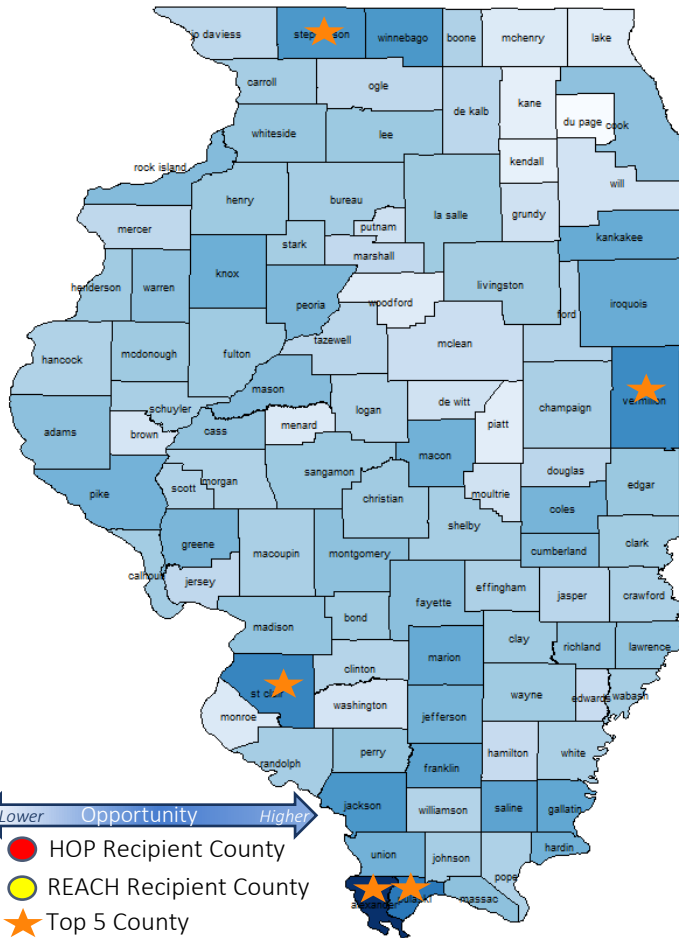 jo daviess
stephenson
winnebago
boone
mchenry
lake
carroll
ogle
de kalb
kane
du page
cook
whiteside
lee
kendall
rock island
will
henry
bureau
la salle
grundy
putnam
mercer
stark
marshall
kankakee
knox
henderson
warren
peoria
woodford
livingston
iroquois
ford
tazewell
mclean
hancock
mcdonough
fulton
mason
vermilion
schuyler
logan
de witt
champaign
adams
brown
cass
menard
piatt
macon
douglas
pike
scott
morgan
sangamon
christian
moultrie
edgar
coles
shelby
greene
macoupin
montgomery
cumberland
clark
calhoun
jersey
effingham
jasper
crawford
fayette
bond
madison
clay
richland
lawrence
marion
clinton
st clair
wayne
edwards
wabash
washington
monroe
jefferson
perry
hamilton
white
randolph
franklin
jackson
williamson
saline
gallatin
union
johnson
hardin
pope
alexander
pulaski
massac
Lower Opportunity Higher
HOP Recipient County
REACH Recipient County
Top 5 County